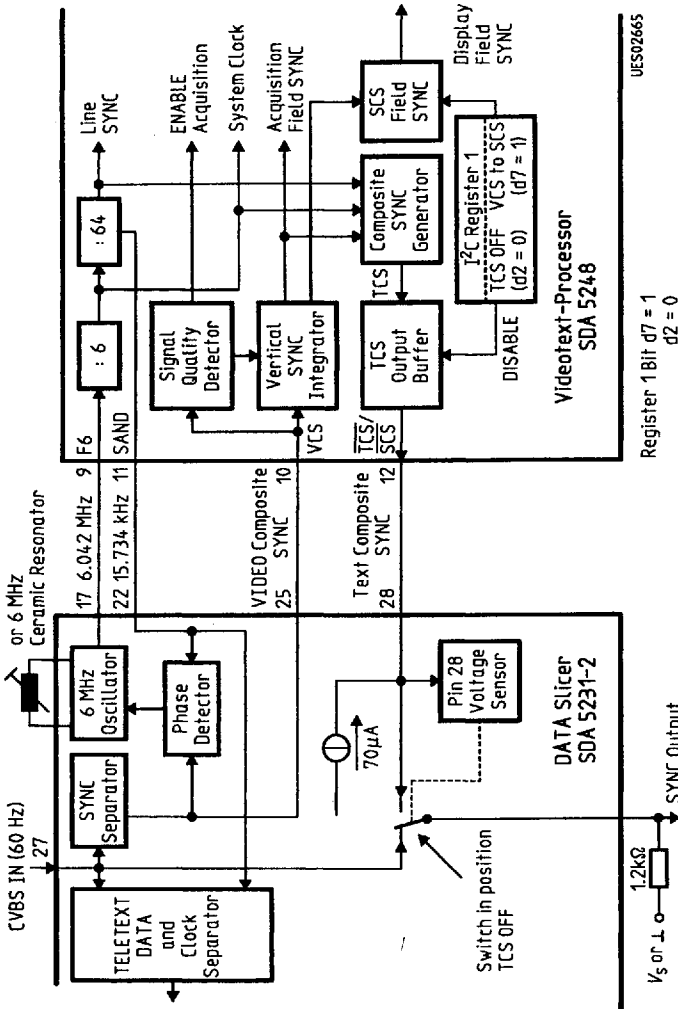 CVBS IN (60 Hz)
27
or 6 MHz
Ceramic Resonator
TELETEXT
DATA
and
Clock
Separator
SYNC
Separator
6 MHz
Oscillator
Phase
Detector
17 6.042 MHz 9 F6
22 15.734 kHz 11 SAND
VIDEO Composite
SYNC
25
10
VCS
Text Composite
SYNC
28
12
TCS/
SCS
70µA
Pin 28
Voltage
Sensor
Switch in position
TCS OFF
DATA Slicer
SDA 5231-2
1.2kΩ
Vs or ⊥
SYNC Output
: 6
: 64
Line
SYNC
Signal
Quality
Detector
ENABLE
Acquisition
System Clock
Vertical
SYNC
Integrator
Acquisition
Field SYNC
TCS
Output
Buffer
TCS
Composite
SYNC
Generator
SCS
Field
SYNC
Display
Field
SYNC
DISABLE
I²C Register 1
TCS OFF VCS to SCS
(d2 = 0) (d7 = 1)
Videotext-Processor
SDA 5248
Register 1 Bit d7 = 1
d2 = 0
UES02665